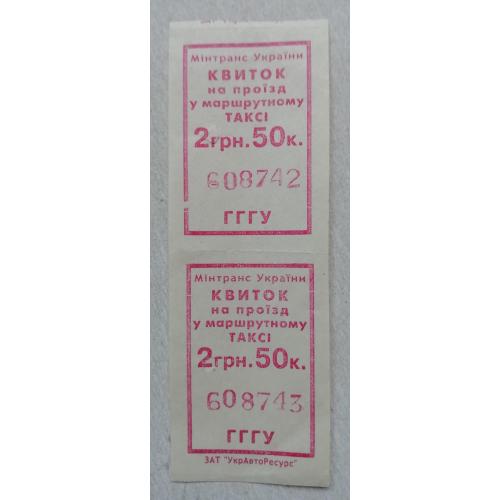 Мінтранс України
КВИТОК
на проїзд
у маршрутному
ТАКСІ
2грн. 50к.
608742
ГГГУ
Мінтранс України
КВИТОК
на проїзд
у маршрутному
ТАКСІ
2грн. 50к.
608743
ГГГУ
ЗАТ "УкрАвтоРесурс"